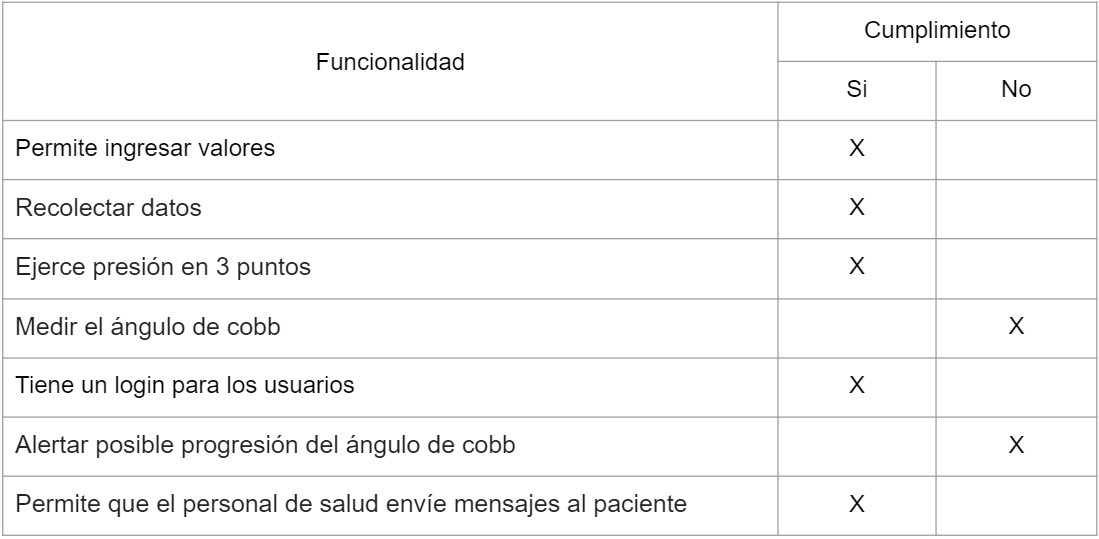 Funcionalidad
Cumplimiento
Si
No
Permite ingresar valores
X
Recolectar datos
X
Ejerce presión en 3 puntos
X
Medir el ángulo de cobb
X
Tiene un login para los usuarios
X
Alertar posible progresión del ángulo de cobb
X
Permite que el personal de salud envíe mensajes al paciente
X